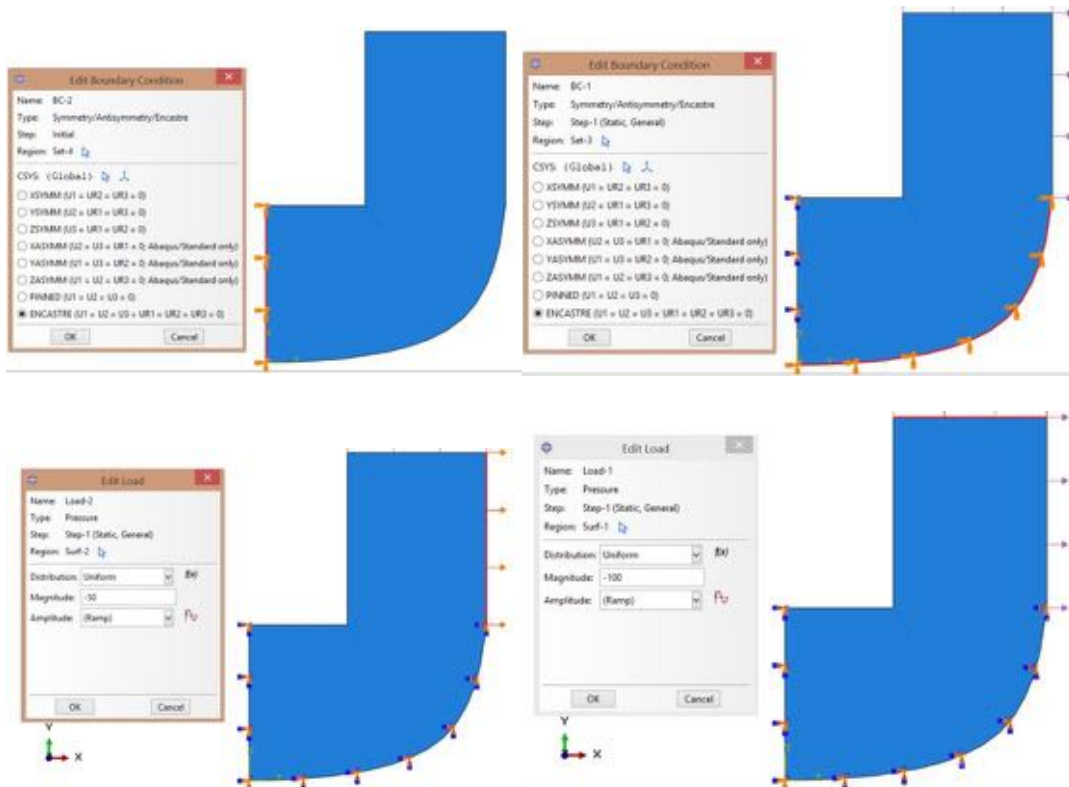 Edit Boundary Condition
Name: BC-2
Type: Symmetry/Antisymmetry/Encastre
Step: Initial
Region: Set-4
CSYS: (Global)
XSYMM (U1 = UR2 = UR3 = 0)
YSYMM (U2 = UR1 = UR3 = 0)
ZSYMM (U3 = UR1 = UR2 = 0)
XASYMM (U2 = U3 = UR1 = 0; Abaqus/Standard only)
YASYMM (U1 = U3 = UR2 = 0; Abaqus/Standard only)
ZASYMM (U1 = U2 = UR3 = 0; Abaqus/Standard only)
PINNED (U1 = U2 = U3 = 0)
ENCASTRE (U1 = U2 = U3 = UR1 = UR2 = UR3 = 0)
OK Cancel
Edit Boundary Condition
Name: BC-1
Type: Symmetry/Antisymmetry/Encastre
Step: Step-1 (Static, General)
Region: Set-3
CSYS: (Global)
XSYMM (U1 = UR2 = UR3 = 0)
YSYMM (U2 = UR1 = UR3 = 0)
ZSYMM (U3 = UR1 = UR2 = 0)
XASYMM (U2 = U3 = UR1 = 0; Abaqus/Standard only)
YASYMM (U1 = U3 = UR2 = 0; Abaqus/Standard only)
ZASYMM (U1 = U2 = UR3 = 0; Abaqus/Standard only)
PINNED (U1 = U2 = U3 = 0)
ENCASTRE (U1 = U2 = U3 = UR1 = UR2 = UR3 = 0)
OK Cancel
Edit Load
Name: Load-2
Type: Pressure
Step: Step-1 (Static, General)
Region: Surf-2
Distribution: Uniform f(x)
Magnitude: -50
Amplitude: (Ramp)
OK Cancel
Y
X
Edit Load
Name: Load-1
Type: Pressure
Step: Step-1 (Static, General)
Region: Surf-1
Distribution: Uniform f(x)
Magnitude: -100
Amplitude: (Ramp)
OK Cancel
Y
X